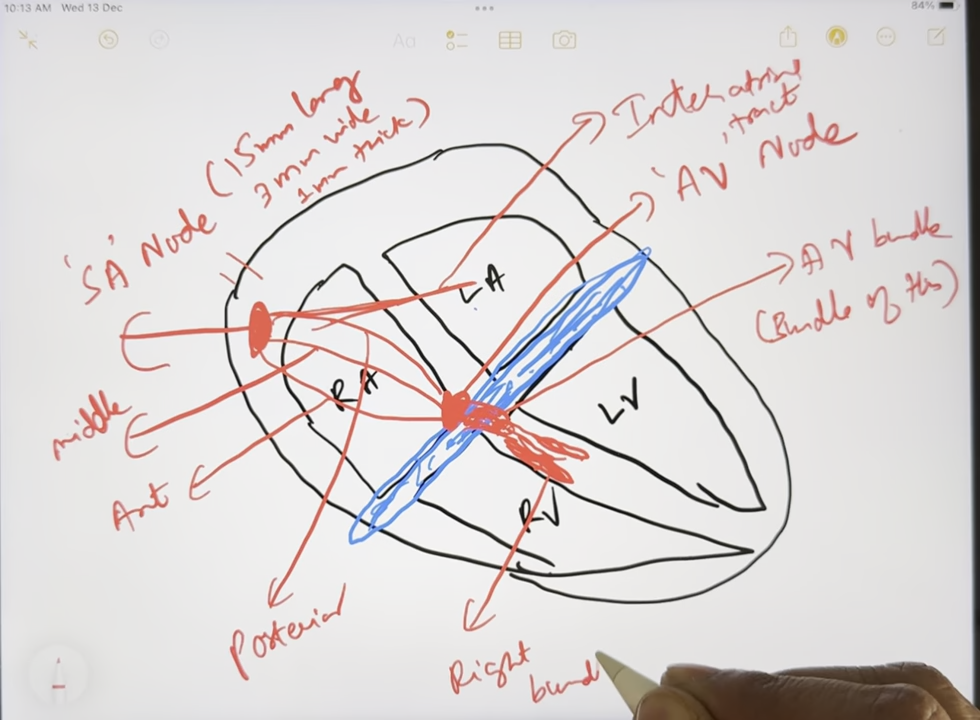 10:13 AM Wed 13 Dec
84%
Aa
Interatrial
tract
(15mm long
3mm wide
1mm thick)
'SA' Node
'AV' Node
AV bundle
(Bundle of His)
LA
RA
LV
RV
middle
Ant
Posterior
Right
bund